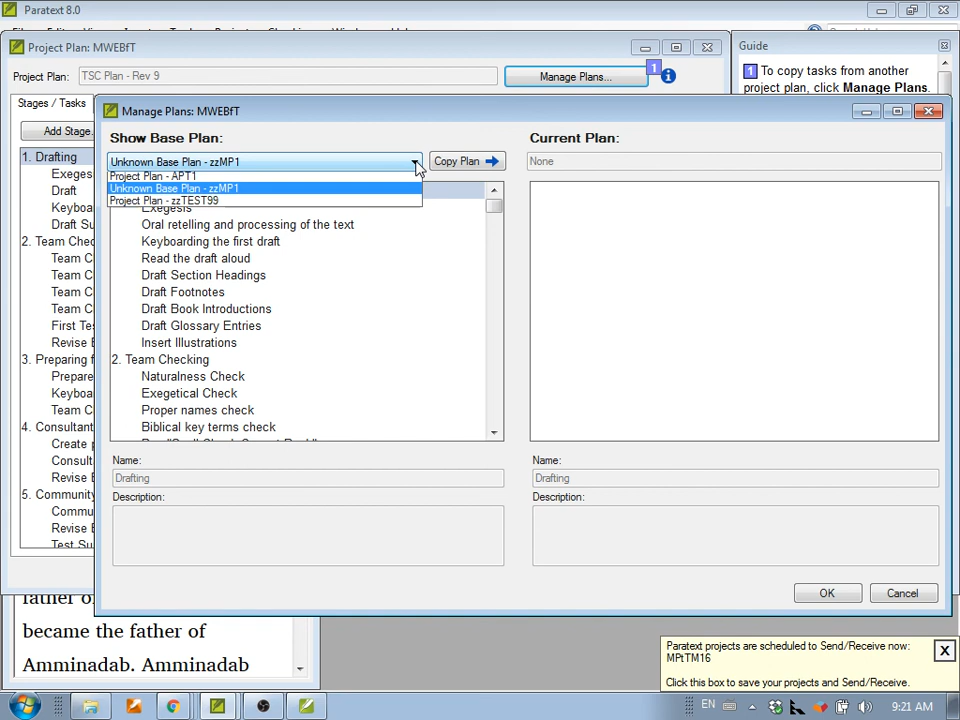 Paratext 8.0
Project Plan: MWEBfT
Guide
Project Plan:
TSC Plan - Rev 9
Manage Plans...
1
1 To copy tasks from another
project plan, click Manage Plans.
Stages / Tasks
Manage Plans: MWEBfT
Add Stage.
Show Base Plan:
Current Plan:
Unknown Base Plan - zzMP1
Copy Plan
None
Project Plan - APT1
Unknown Base Plan - zzMP1
Project Plan - zzTEST99
1. Drafting
Exeges
Draft
Keyboa
Draft Su
2. Team Chec
Team C
Team C
Team C
Team C
First Te
Revise B
3. Preparing f
Prepare
Keyboa
Team C
4. Consultant
Create p
Consult
Revise B
5. Community
Commu
Revise B
Test Su
Exegesis
Oral retelling and processing of the text
Keyboarding the first draft
Read the draft aloud
Draft Section Headings
Draft Footnotes
Draft Book Introductions
Draft Glossary Entries
Insert Illustrations
2. Team Checking
Naturalness Check
Exegetical Check
Proper names check
Biblical key terms check
Name:
Drafting
Description:
Name:
Drafting
Description:
OK
Cancel
father of
became the father of
Amminadab. Amminadab
Paratext projects are scheduled to Send/Receive now:
MPtTM16
Click this box to save your projects and Send/Receive.
X
EN
9:21 AM